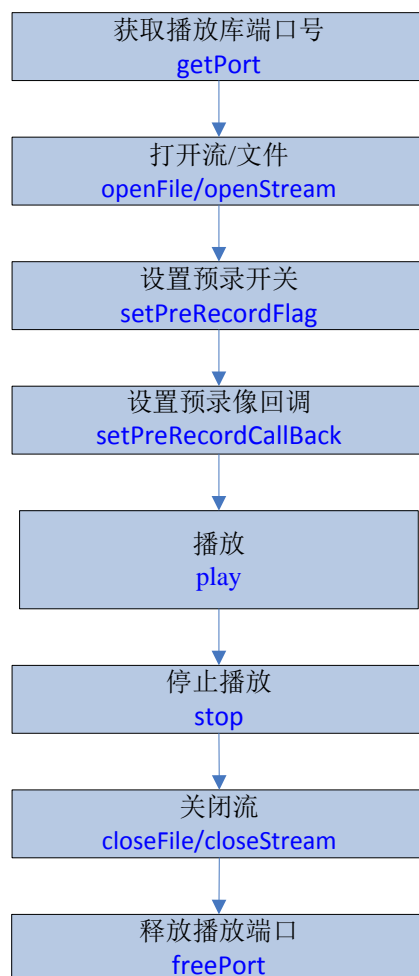 获取播放库端口号
getPort
打开流/文件
openFile/openStream
设置预录开关
setPreRecordFlag
设置预录像回调
setPreRecordCallBack
播放
play
停止播放
stop
关闭流
closeFile/closeStream
释放播放端口
freePort